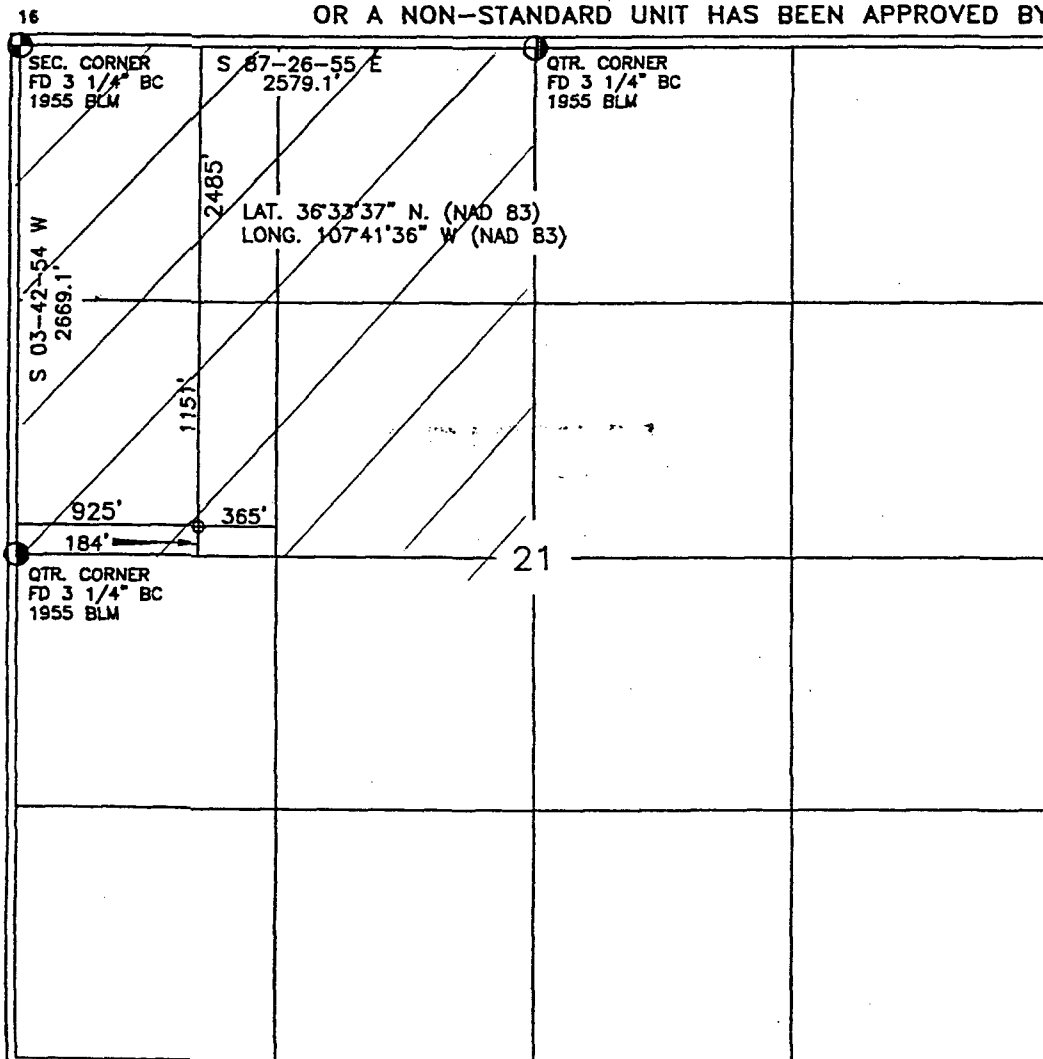 16
OR A NON-STANDARD UNIT HAS BEEN APPROVED BY
SEC. CORNER
FD 3 1/4" BC
1955 BLM
S 87-26-55 E
2579.1'
QTR. CORNER
FD 3 1/4" BC
1955 BLM
2485'
LAT. 36°33'37" N. (NAD 83)
LONG. 107°41'36" W (NAD 83)
S 03-42-54 W
2669.1'
1151'
925'
365'
184'
QTR. CORNER
FD 3 1/4" BC
1955 BLM
21